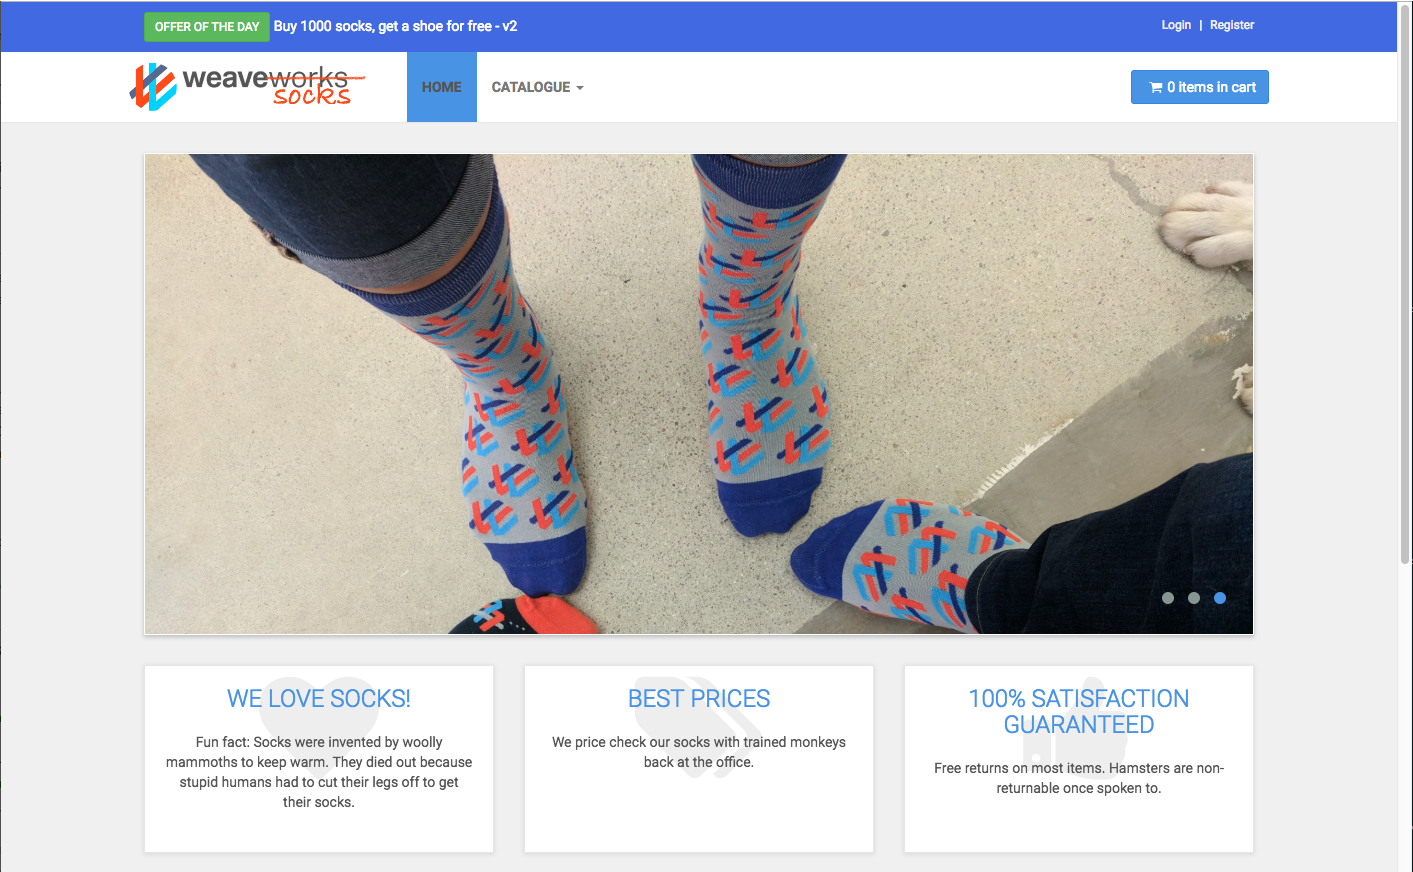 OFFER OF THE DAY Buy 1000 socks, get a shoe for free - v2
Login | Register
weaveworks
socks
HOME
CATALOGUE
0 items in cart
WE LOVE SOCKS!
Fun fact: Socks were invented by woolly
mammoths to keep warm. They died out because
stupid humans had to cut their legs off to get
their socks.
BEST PRICES
We price check our socks with trained monkeys
back at the office.
100% SATISFACTION
GUARANTEED
Free returns on most items. Hamsters are non-
returnable once spoken to.